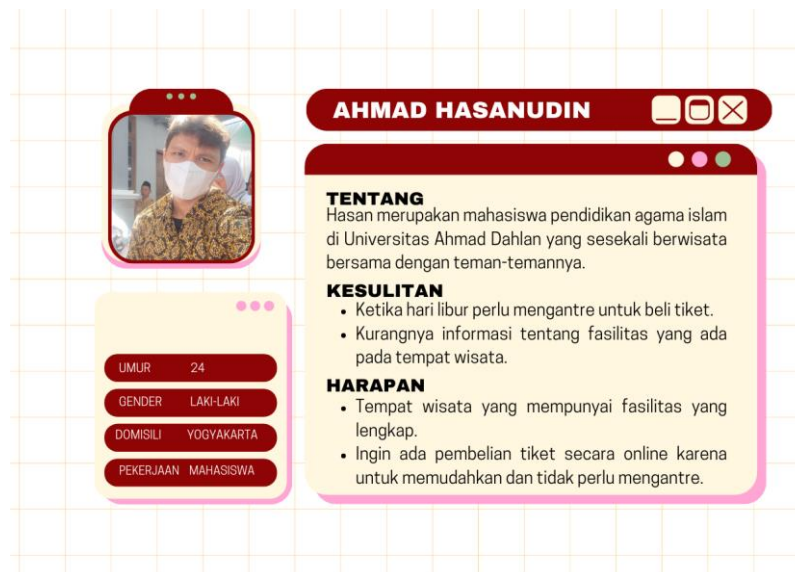 AHMAD HASANUDIN
TENTANG
Hasan merupakan mahasiswa pendidikan agama islam
di Universitas Ahmad Dahlan yang sesekali berwisata
bersama dengan teman-temannya.
KESULITAN
• Ketika hari libur perlu mengantre untuk beli tiket.
• Kurangnya informasi tentang fasilitas yang ada
pada tempat wisata.
HARAPAN
• Tempat wisata yang mempunyai fasilitas yang
lengkap.
• Ingin ada pembelian tiket secara online karena
untuk memudahkan dan tidak perlu mengantre.
UMUR 24
GENDER LAKI-LAKI
DOMISILI YOGYAKARTA
PEKERJAAN MAHASISWA